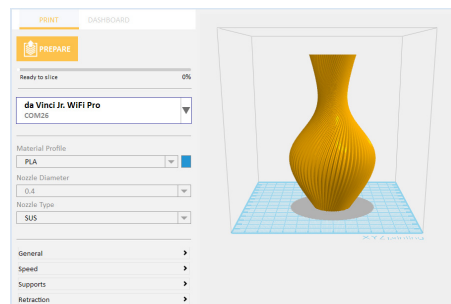 PRINT DASHBOARD
PREPARE
Ready to slice 0%
da Vinci Jr. WiFi Pro
COM26
Material Profile
PLA
Nozzle Diameter
0.4
Nozzle Type
SUS
General
Speed
Supports
Retraction